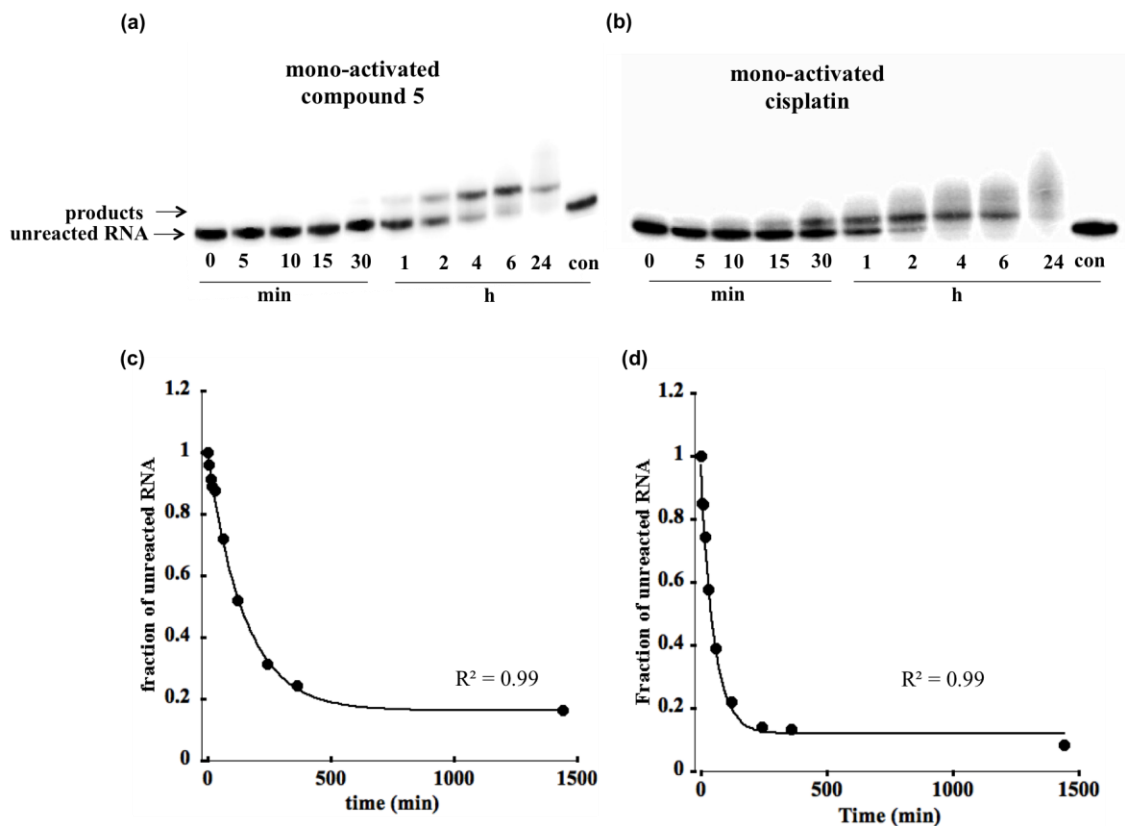 (a)
mono-activated
compound 5
products
unreacted RNA
0 5 10 15 30 1 2 4 6 24 con
min h
(b)
mono-activated
cisplatin
0 5 10 15 30 1 2 4 6 24 con
min h
(c)
fraction of unreacted RNA
1.2
1
0.8
0.6
0.4
0.2
0
R² = 0.99
0 500 1000 1500
time (min)
(d)
Fraction of unreacted RNA
1.2
1
0.8
0.6
0.4
0.2
0
R² = 0.99
0 500 1000 1500
Time (min)